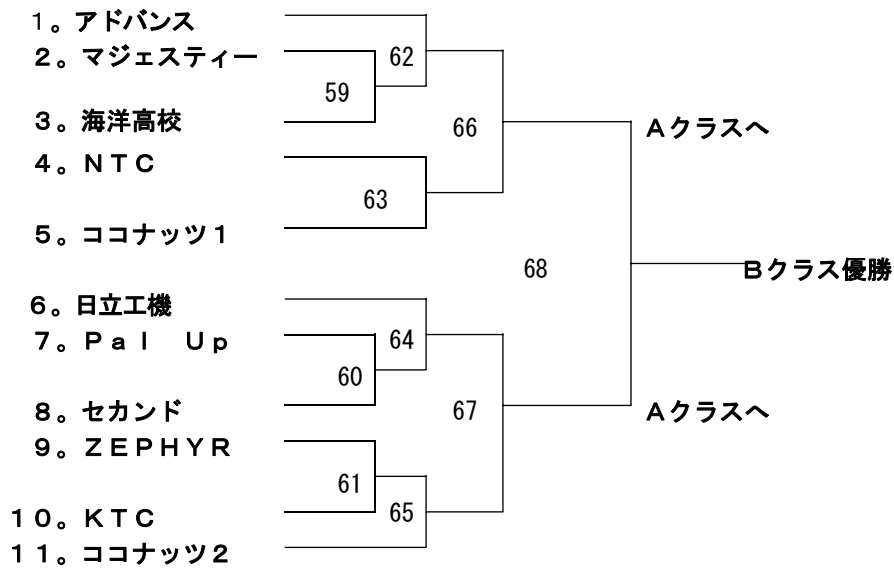 １。アドバンス
２。マジェスティー
62
59
３。海洋高校
66
Ａクラスへ
４。ＮＴＣ
63
５。ココナッツ１
68
Ｂクラス優勝
６。日立工機
７。Ｐａｌ　Ｕｐ
64
60
８。セカンド
67
Ａクラスへ
９。ＺＥＰＨＹＲ
61
65
１０。ＫＴＣ
１１。ココナッツ２